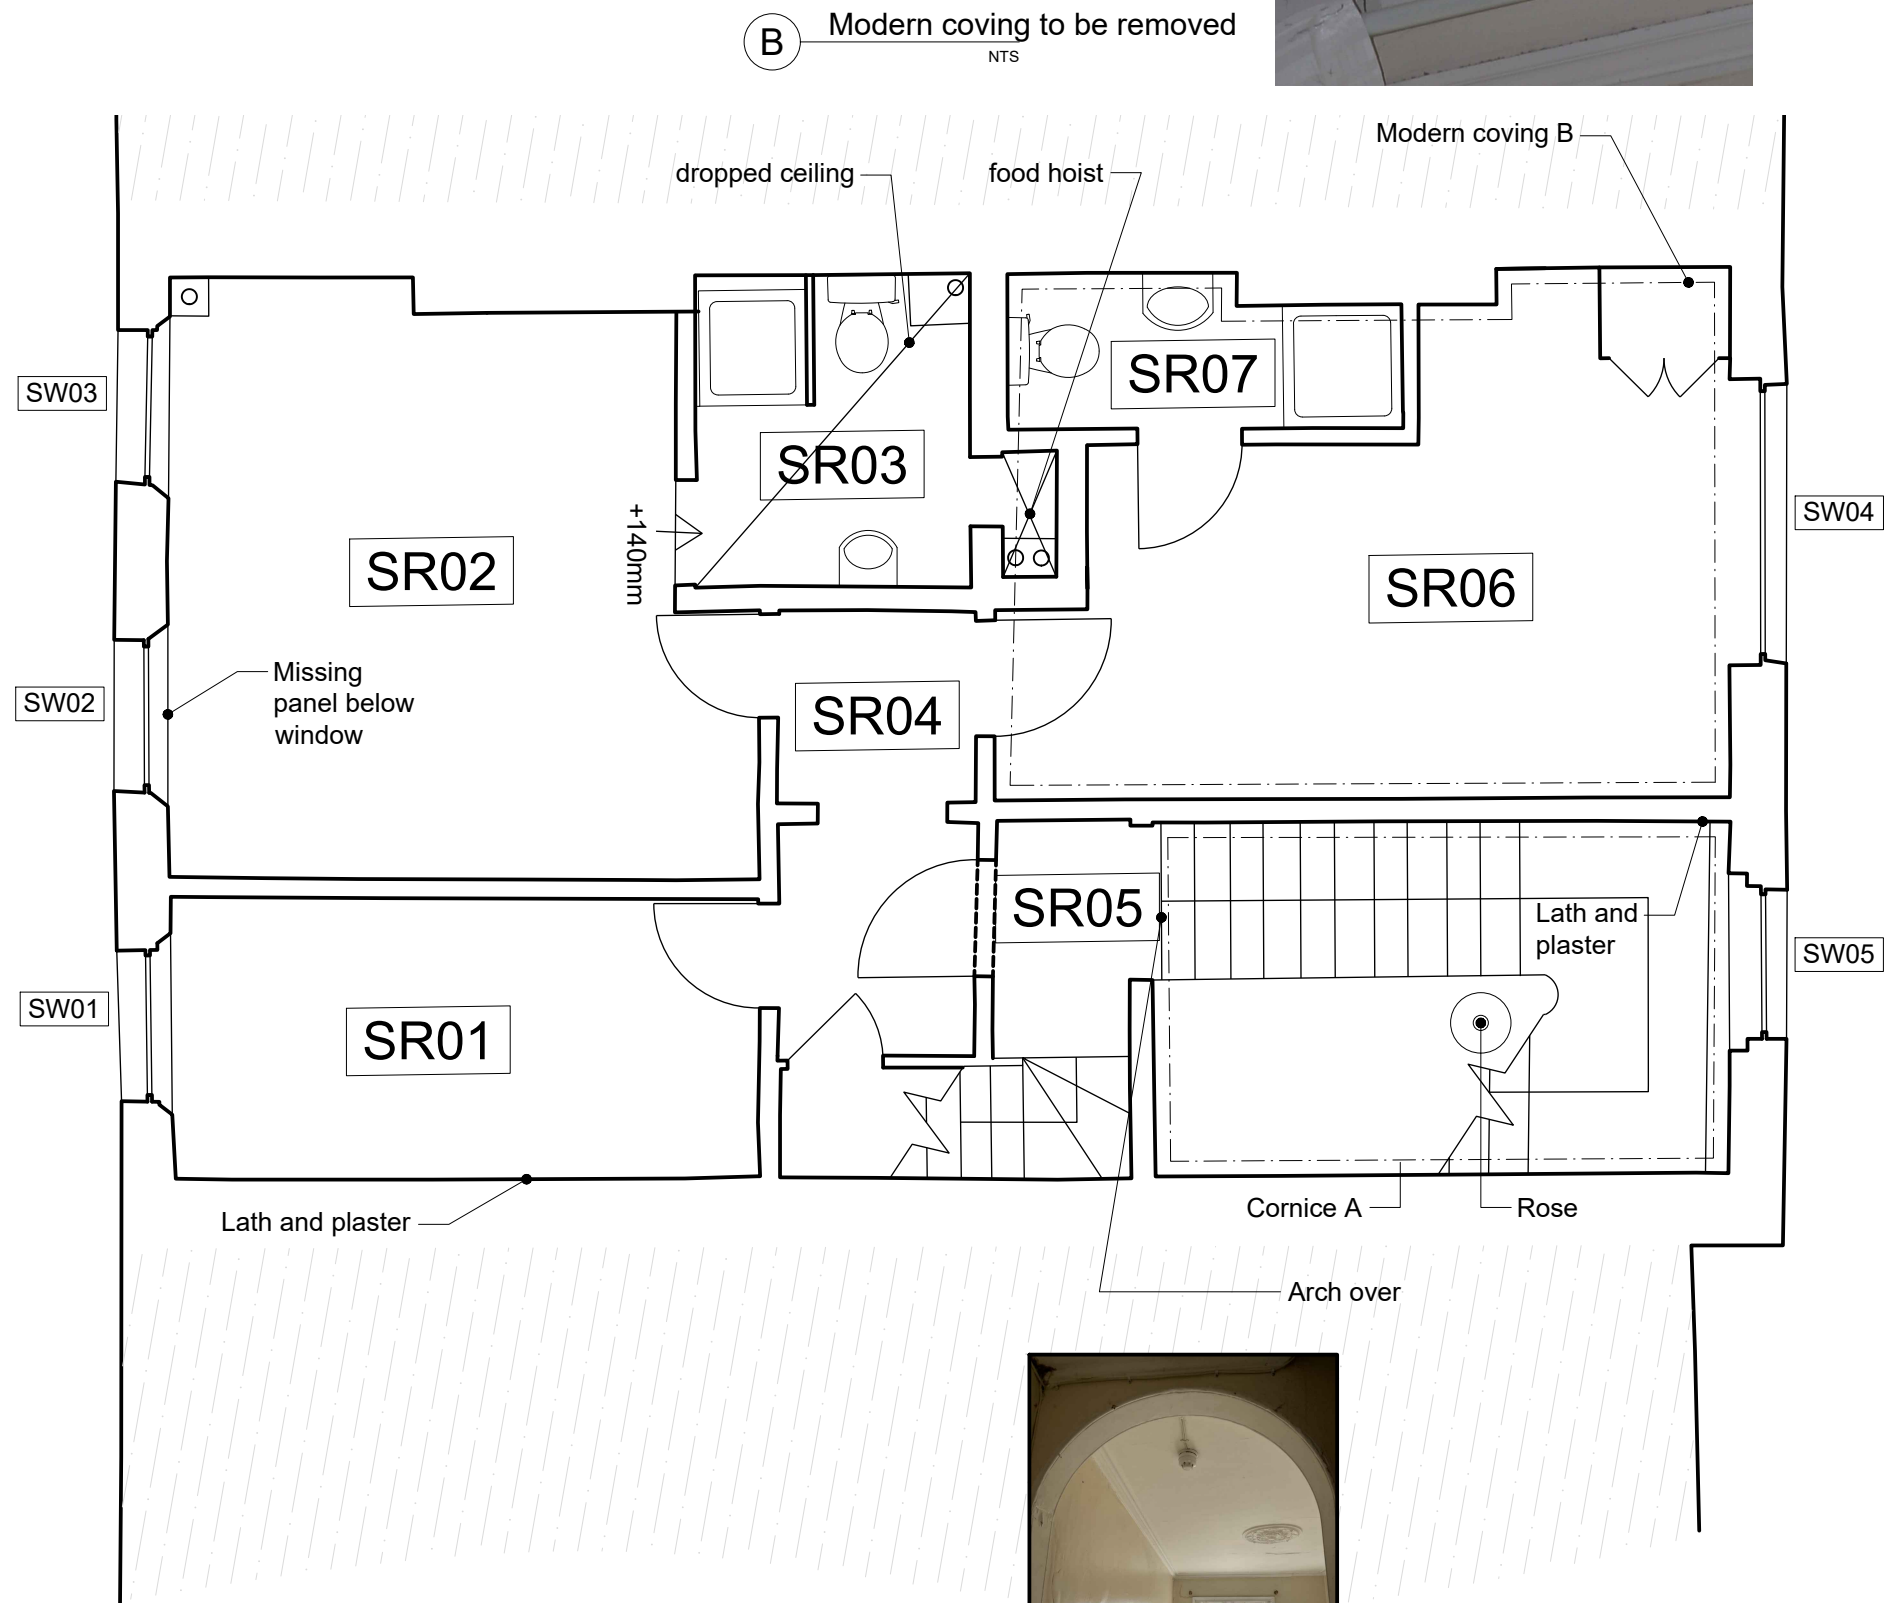 B
Modern coving to be removed
NTS
Modern coving B
dropped ceiling
food hoist
SR07
SW03
SR03
SW04
+140mm
SR02
SR06
Missing
panel below
window
SW02
SR04
SR05
Lath and
plaster
SW05
SW01
SR01
Lath and plaster
Cornice A
Rose
Arch over